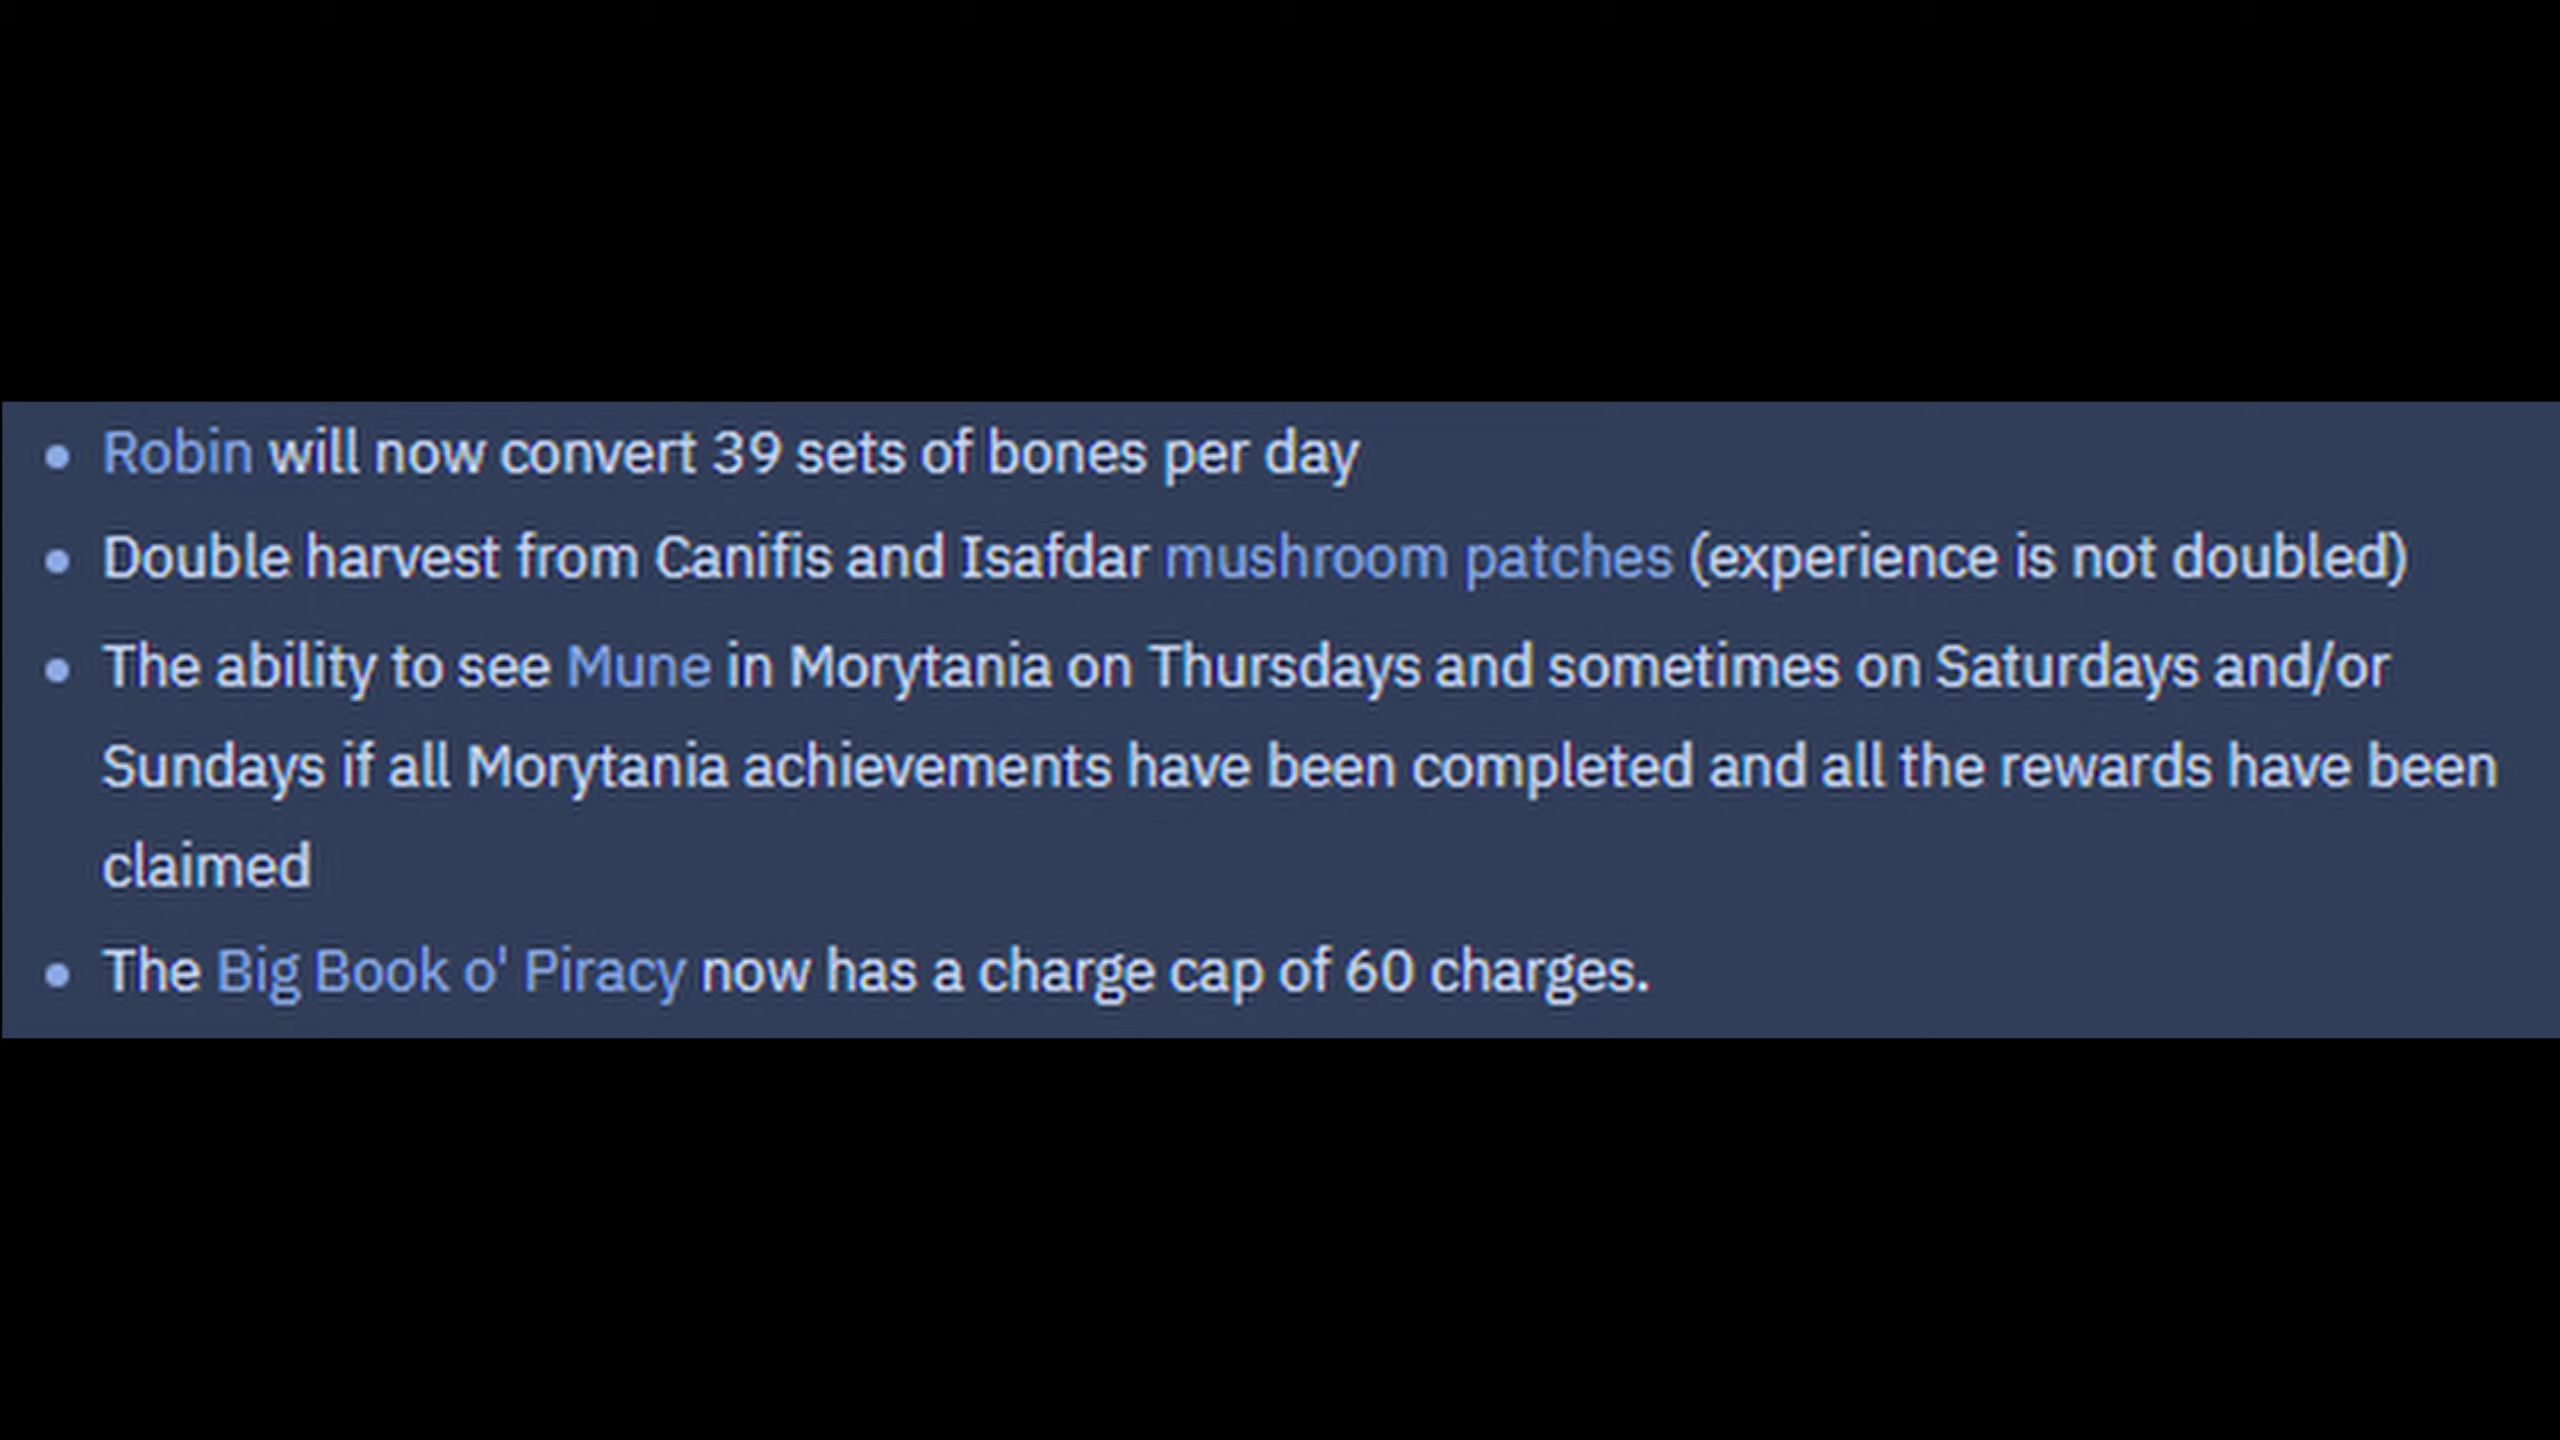 • Robin will now convert 39 sets of bones per day
• Double harvest from Canifis and Isafdar mushroom patches (experience is not doubled)
• The ability to see Mune in Morytania on Thursdays and sometimes on Saturdays and/or
Sundays if all Morytania achievements have been completed and all the rewards have been
claimed
• The Big Book o' Piracy now has a charge cap of 60 charges.